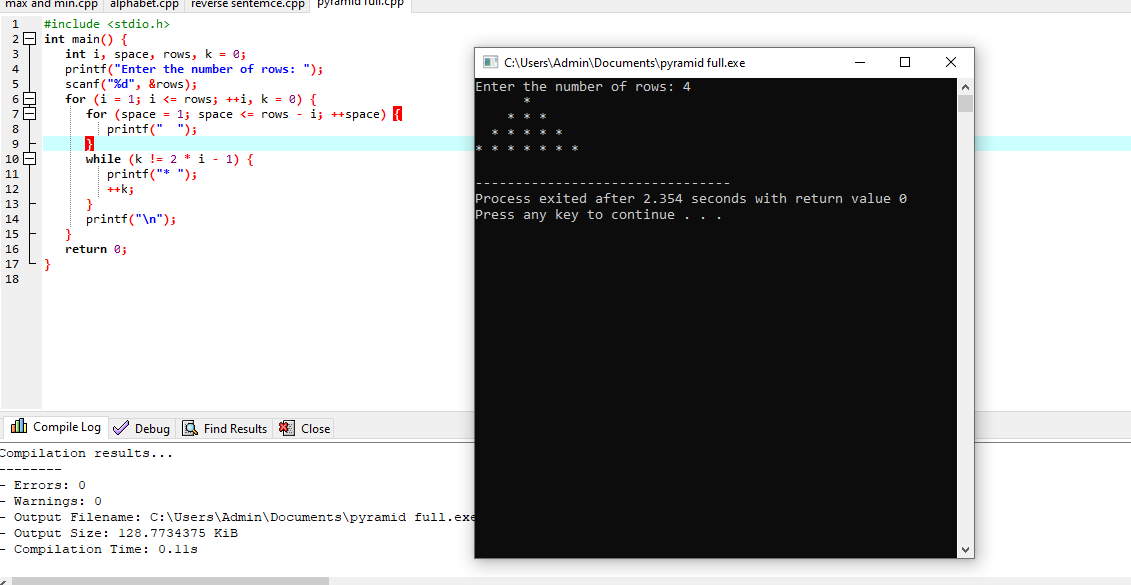 max and min.cpp alphabet.cpp reverse sentemce.cpp pyramid full.cpp
1 #include <stdio.h>
2 int main() {
3 int i, space, rows, k = 0;
4 printf("Enter the number of rows: ");
5 scanf("%d", &rows);
6 for (i = 1; i <= rows; ++i, k = 0) {
7 for (space = 1; space <= rows - i; ++space) {
8 printf("  ");
9 }
10 while (k != 2 * i - 1) {
11 printf("* ");
12 ++k;
13 }
14 printf("\n");
15 }
16 return 0;
17 }
18
C:\Users\Admin\Documents\pyramid full.exe
Enter the number of rows: 4
      *
    * * *
  * * * * *
* * * * * * *
--------------------------------
Process exited after 2.354 seconds with return value 0
Press any key to continue . . .
Compile Log Debug Find Results Close
Compilation results...
--------
- Errors: 0
- Warnings: 0
- Output Filename: C:\Users\Admin\Documents\pyramid full.exe
- Output Size: 128.7734375 KiB
- Compilation Time: 0.11s